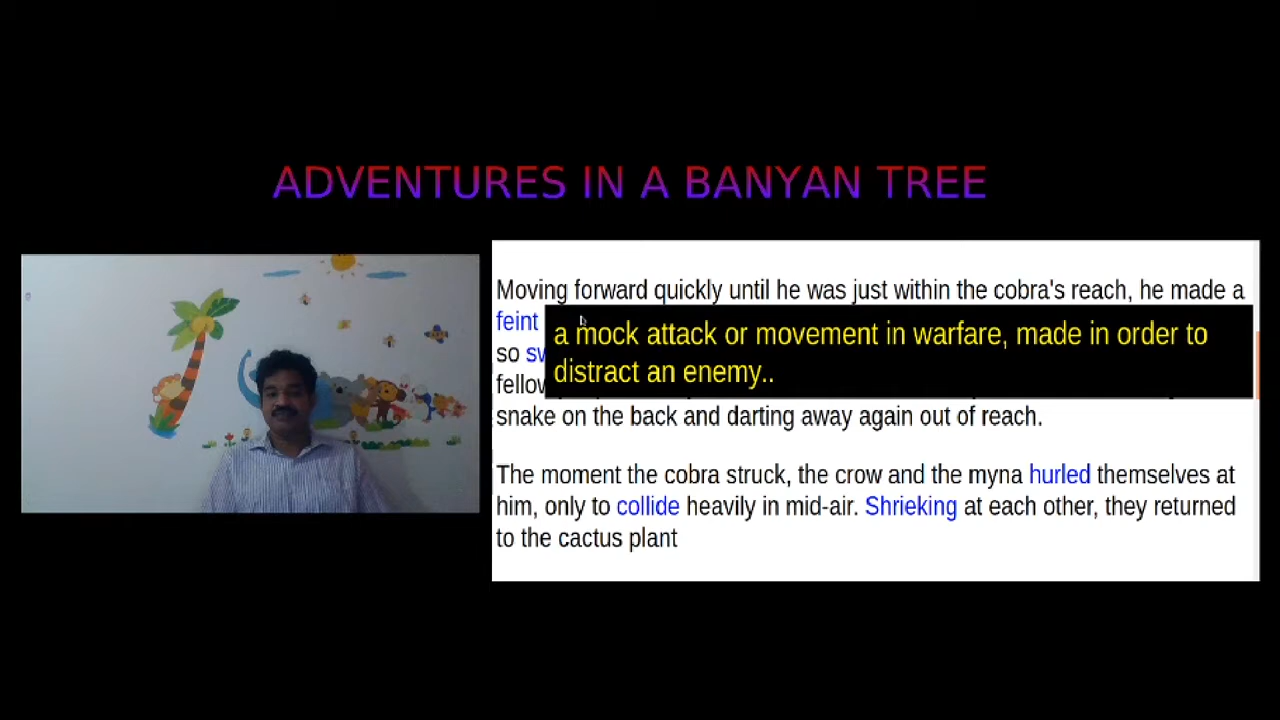 ADVENTURES IN A BANYAN TREE
Moving forward quickly until he was just within the cobra's reach, he made a
feint
a mock attack or movement in warfare, made in order to
so
distract an enemy..
snake on the back and darting away again out of reach.
The moment the cobra struck, the crow and the myna hurled themselves at
him, only to collide heavily in mid-air. Shrieking at each other, they returned
to the cactus plant